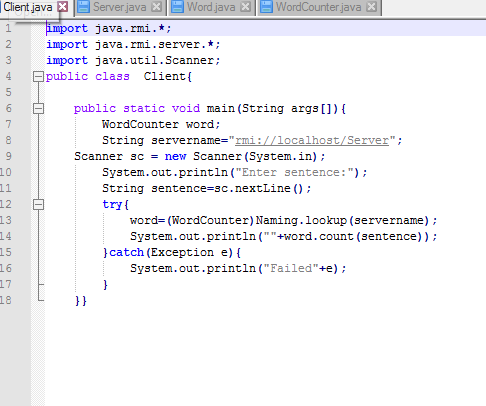 Client.java Server.java Word.java WordCounter.java
1 import java.rmi.*;
2 import java.rmi.server.*;
3 import java.util.Scanner;
4 public class  Client{
5
6     public static void main(String args[]){
7         WordCounter word;
8         String servername="rmi://localhost/Server";
9     Scanner sc = new Scanner(System.in);
10         System.out.println("Enter sentence:");
11         String sentence=sc.nextLine();
12         try{
13             word=(WordCounter)Naming.lookup(servername);
14             System.out.println(""+word.count(sentence));
15         }catch(Exception e){
16             System.out.println("Failed"+e);
17         }
18     }}